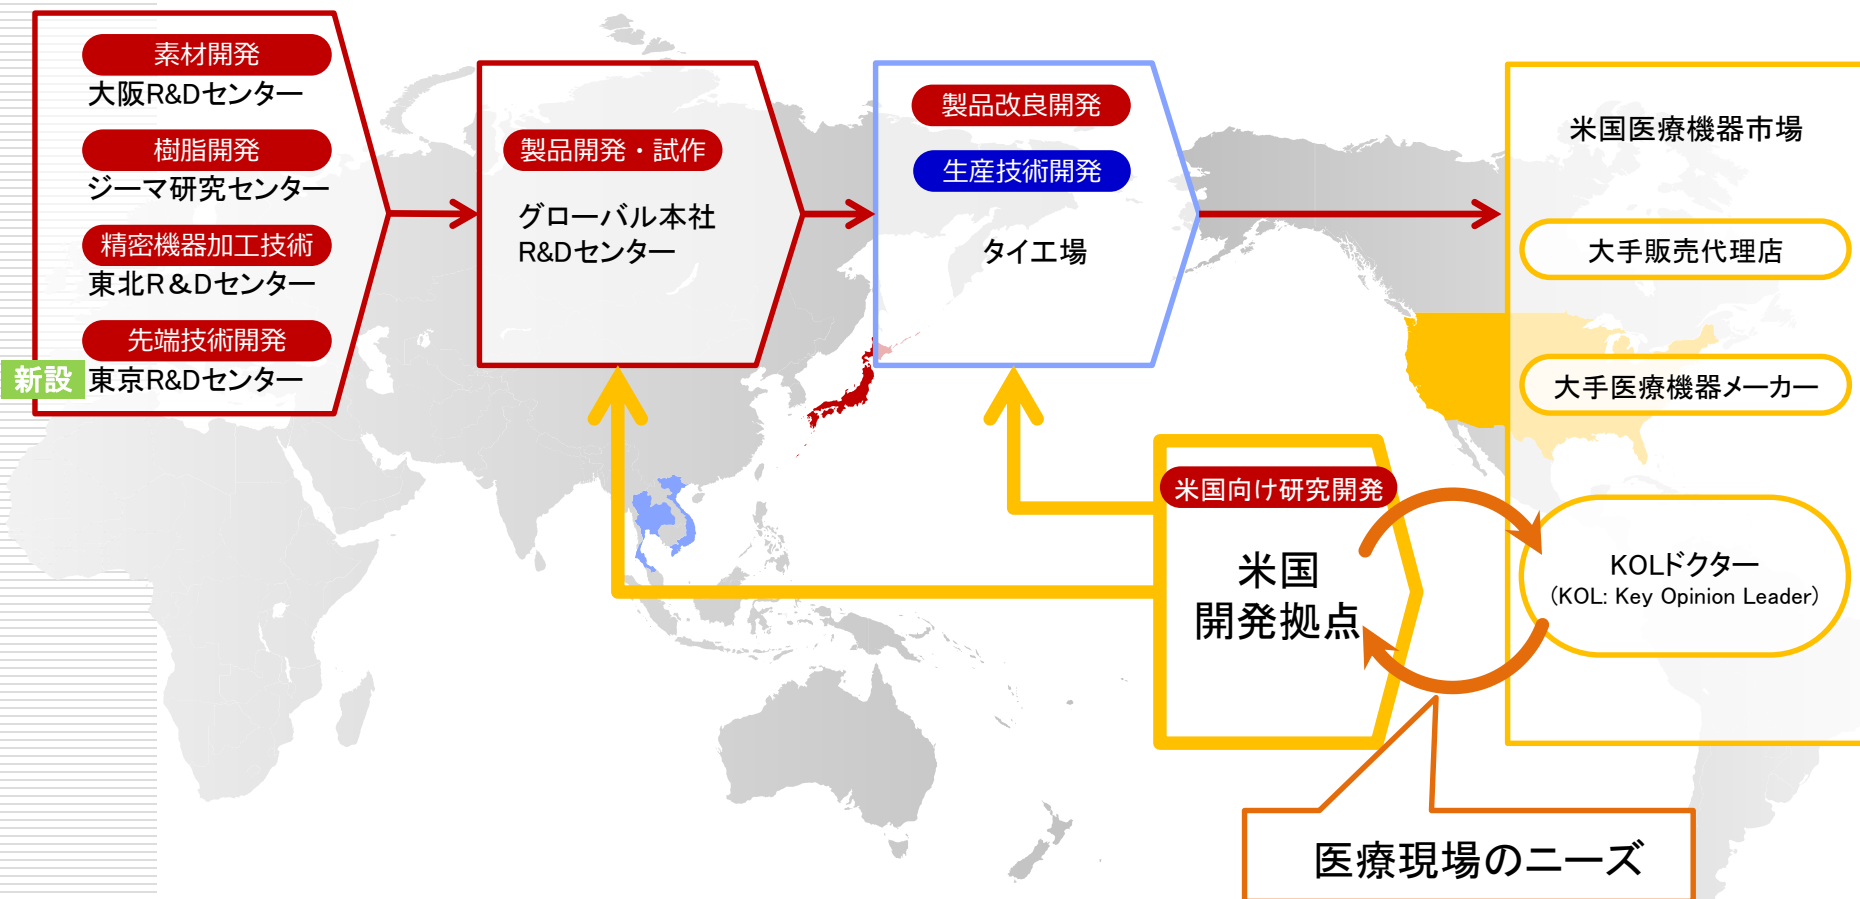 素材開発
大阪R&Dセンター
樹脂開発
ジーマ研究センター
精密機器加工技術
東北R＆Dセンター
先端技術開発
新設
東京R&Dセンター
製品開発・試作
グローバル本社
R&Dセンター
製品改良開発
生産技術開発
タイ工場
米国医療機器市場
大手販売代理店
大手医療機器メーカー
米国向け研究開発
米国
開発拠点
KOLドクター
(KOL: Key Opinion Leader)
医療現場のニーズ